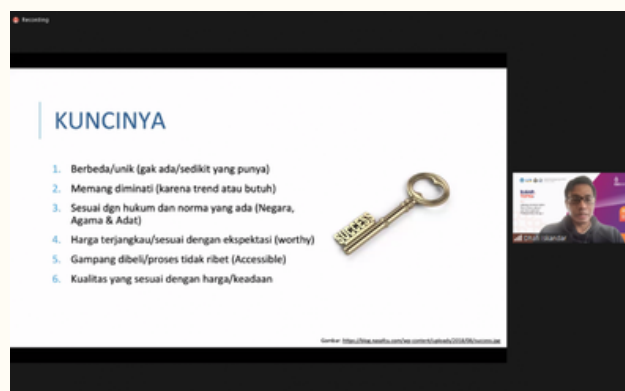 Recording
KUNCINYA
1. Berbeda/unik (gak ada/sedikit yang punya)
2. Memang diminati (karena trend atau butuh)
3. Sesuai dgn hukum dan norma yang ada (Negara,
Agama & Adat)
4. Harga terjangkau/sesuai dengan ekspektasi (worthy)
5. Gampang dibeli/proses tidak ribet (Accessible)
6. Kualitas yang sesuai dengan harga/keadaan
SUCCESS
Iskandar
Gambar